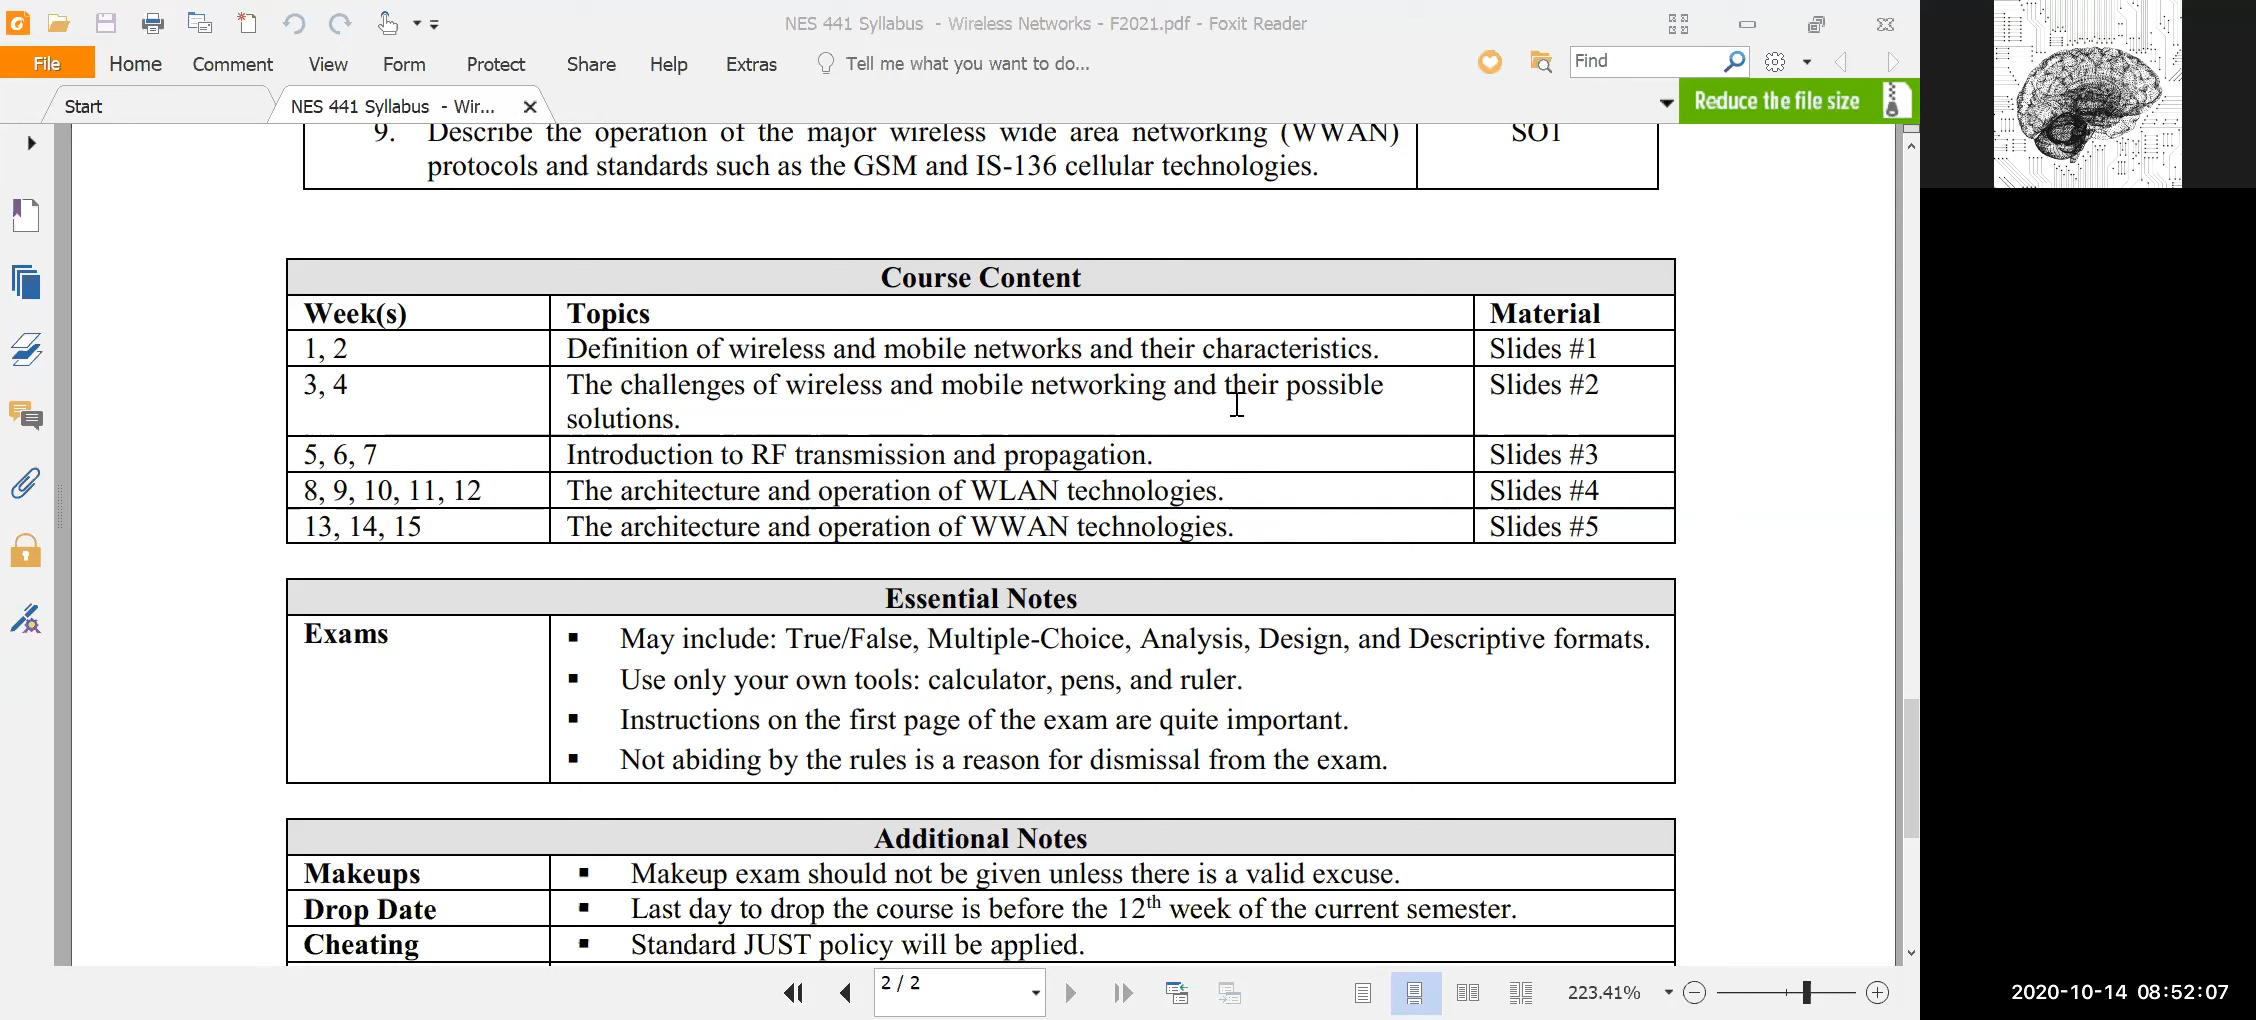 NES 441 Syllabus - Wireless Networks - F2021.pdf - Foxit Reader
File Home Comment View Form Protect Share Help Extras Tell me what you want to do... Find
Start NES 441 Syllabus - Wir... Reduce the file size
9. Describe the operation of the major wireless wide area networking (WWAN) SO1
protocols and standards such as the GSM and IS-136 cellular technologies.
Course Content
Week(s) Topics Material
1, 2 Definition of wireless and mobile networks and their characteristics. Slides #1
3, 4 The challenges of wireless and mobile networking and their possible Slides #2
solutions.
5, 6, 7 Introduction to RF transmission and propagation. Slides #3
8, 9, 10, 11, 12 The architecture and operation of WLAN technologies. Slides #4
13, 14, 15 The architecture and operation of WWAN technologies. Slides #5
Essential Notes
Exams ▪ May include: True/False, Multiple-Choice, Analysis, Design, and Descriptive formats.
▪ Use only your own tools: calculator, pens, and ruler.
▪ Instructions on the first page of the exam are quite important.
▪ Not abiding by the rules is a reason for dismissal from the exam.
Additional Notes
Makeups ▪ Makeup exam should not be given unless there is a valid excuse.
Drop Date ▪ Last day to drop the course is before the 12th week of the current semester.
Cheating ▪ Standard JUST policy will be applied.
2 / 2 223.41%
2020-10-14 08:52:07